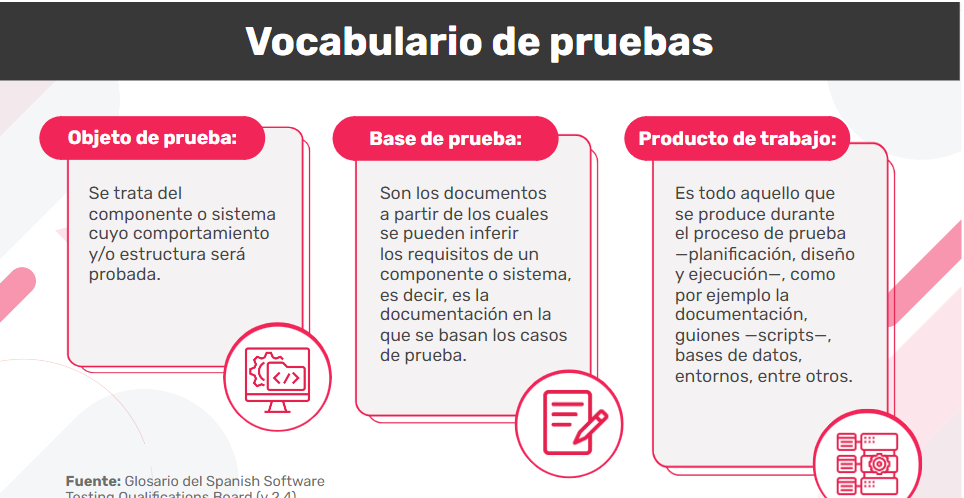 Vocabulario de pruebas
Objeto de prueba:
Se trata del
componente o sistema
cuyo comportamiento
y/o estructura será
probada.
Base de prueba:
Son los documentos
a partir de los cuales
se pueden inferir
los requisitos de un
componente o sistema,
es decir, es la
documentación en la
que se basan los casos
de prueba.
Producto de trabajo:
Es todo aquello que
se produce durante
el proceso de prueba
—planificación, diseño
y ejecución—, como
por ejemplo la
documentación,
guiones —scripts—,
bases de datos,
entornos, entre otros.
Fuente: Glosario del Spanish Software
Testing Qualifications Board (v 2.4)